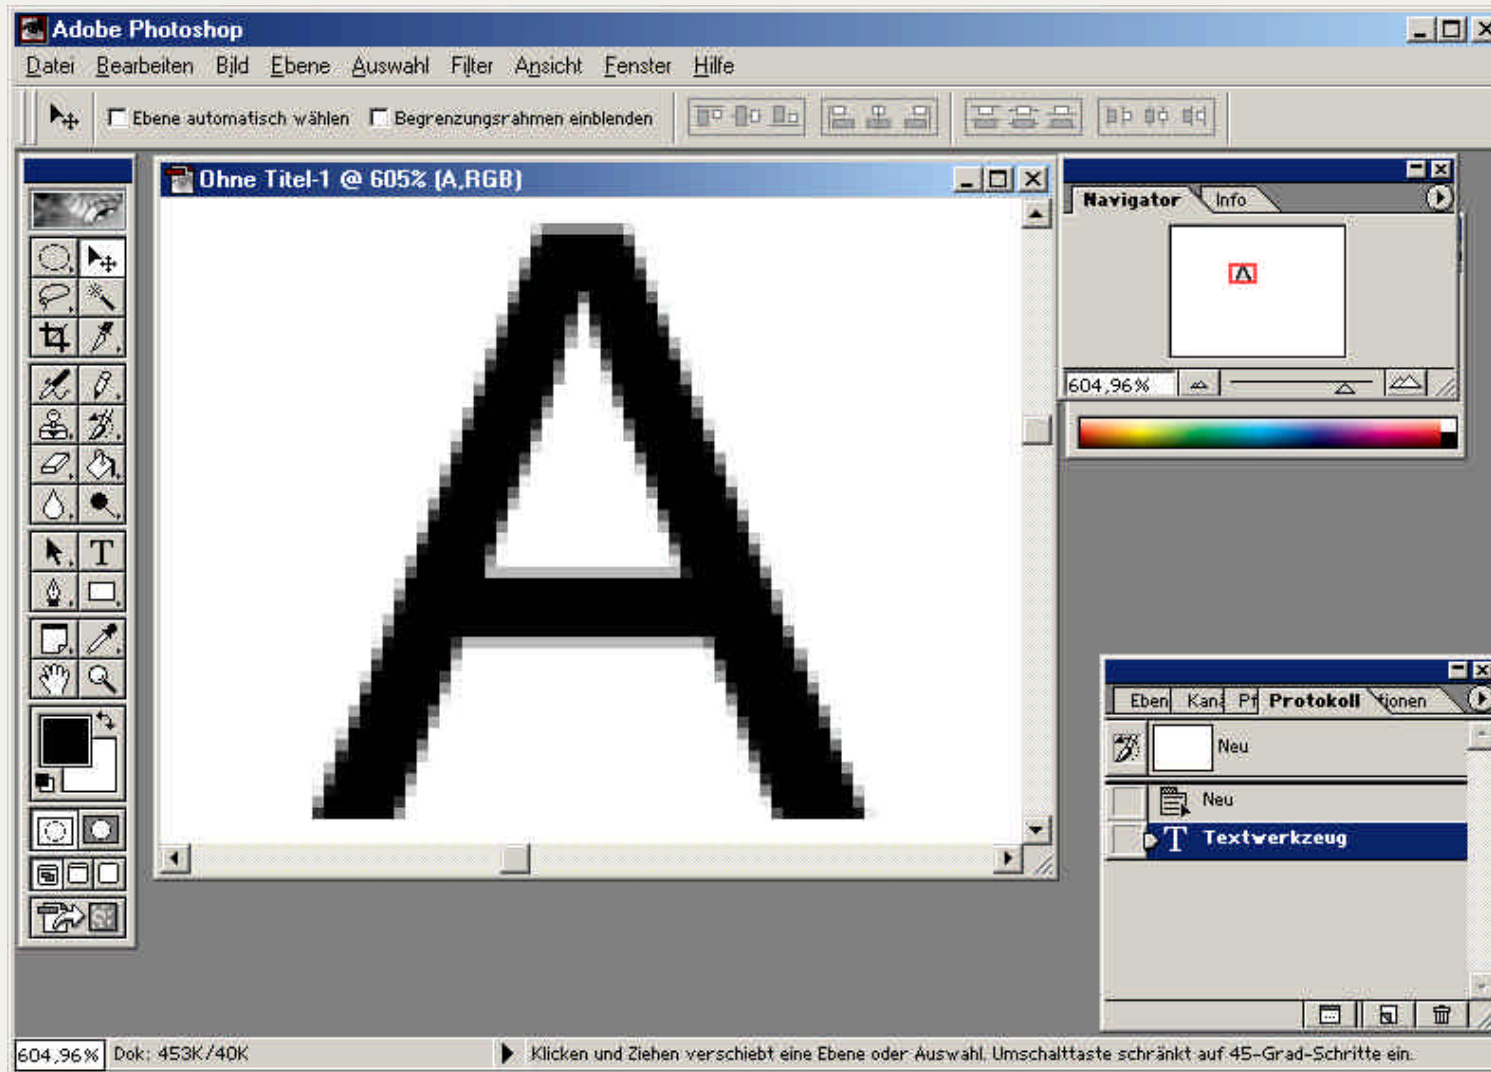 Adobe Photoshop
Datei Bearbeiten Bild Ebene Auswahl Filter Ansicht Fenster Hilfe
Ebene automatisch wählen Begrenzungsrahmen einblenden
Ohne Titel-1 @ 605% (A,RGB)
A
T
Navigator Info
A
604,96%
Eben Kan Pf Protokoll tionen
Neu
Neu
T Textwerkzeug
604,96% Dok: 453K/40K Klicken und Ziehen verschiebt eine Ebene oder Auswahl. Umschalttaste schränkt auf 45-Grad-Schritte ein.